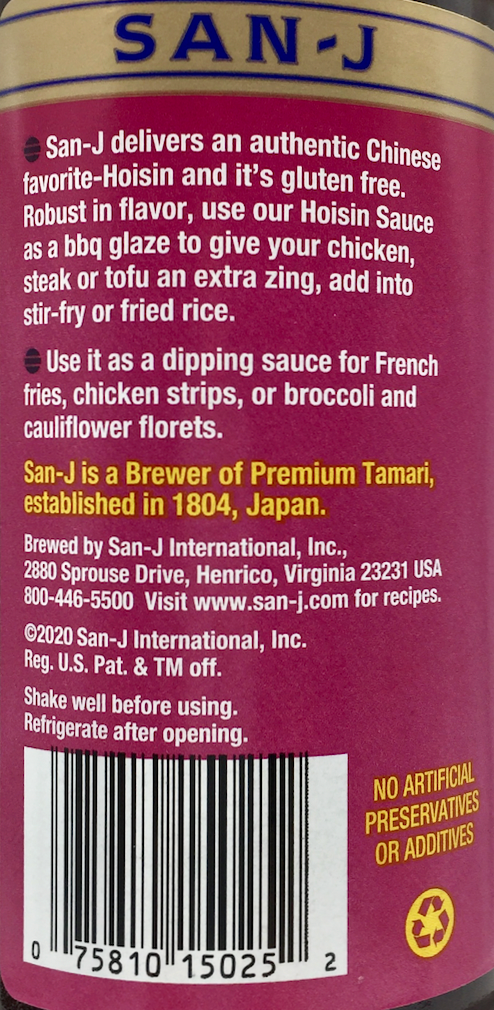 SAN-J
San-J delivers an authentic Chinese
favorite-Hoisin and it's gluten free.
Robust in flavor, use our Hoisin Sauce
as a bbq glaze to give your chicken,
steak or tofu an extra zing, add into
stir-fry or fried rice.
Use it as a dipping sauce for French
fries, chicken strips, or broccoli and
cauliflower florets.
San-J is a Brewer of Premium Tamari,
established in 1804, Japan.
Brewed by San-J International, Inc.,
2880 Sprouse Drive, Henrico, Virginia 23231 USA
800-446-5500 Visit www.san-j.com for recipes.
©2020 San-J International, Inc.
Reg. U.S. Pat. & TM off.
Shake well before using.
Refrigerate after opening.
NO ARTIFICIAL
PRESERVATIVES
OR ADDITIVES
0 75810 15025 2